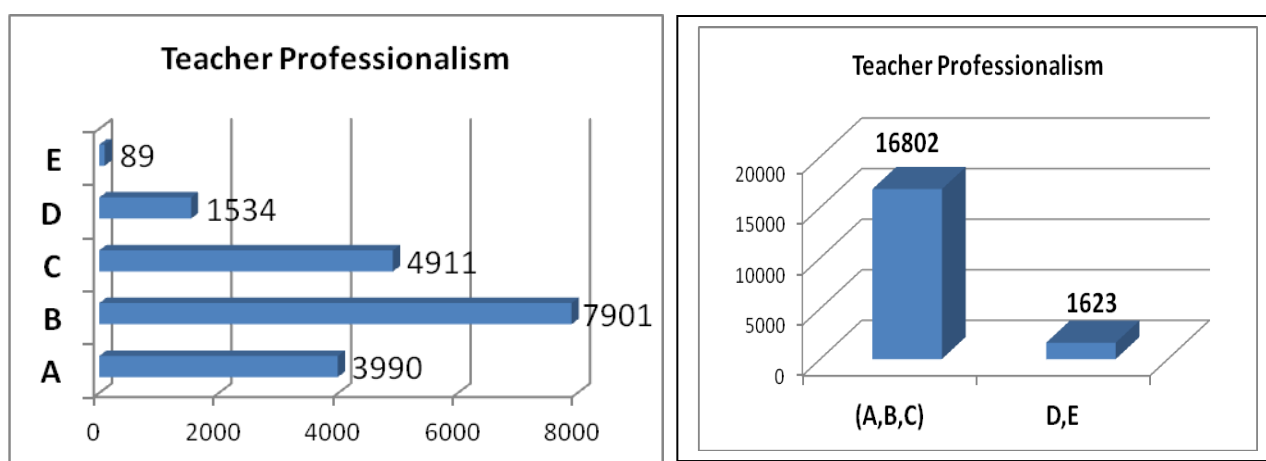 Teacher Professionalism
E 89
D 1534
C 4911
B 7901
A 3990
0 2000 4000 6000 8000
Teacher Professionalism
16802
1623
20000
15000
10000
5000
0
(A,B,C) D,E